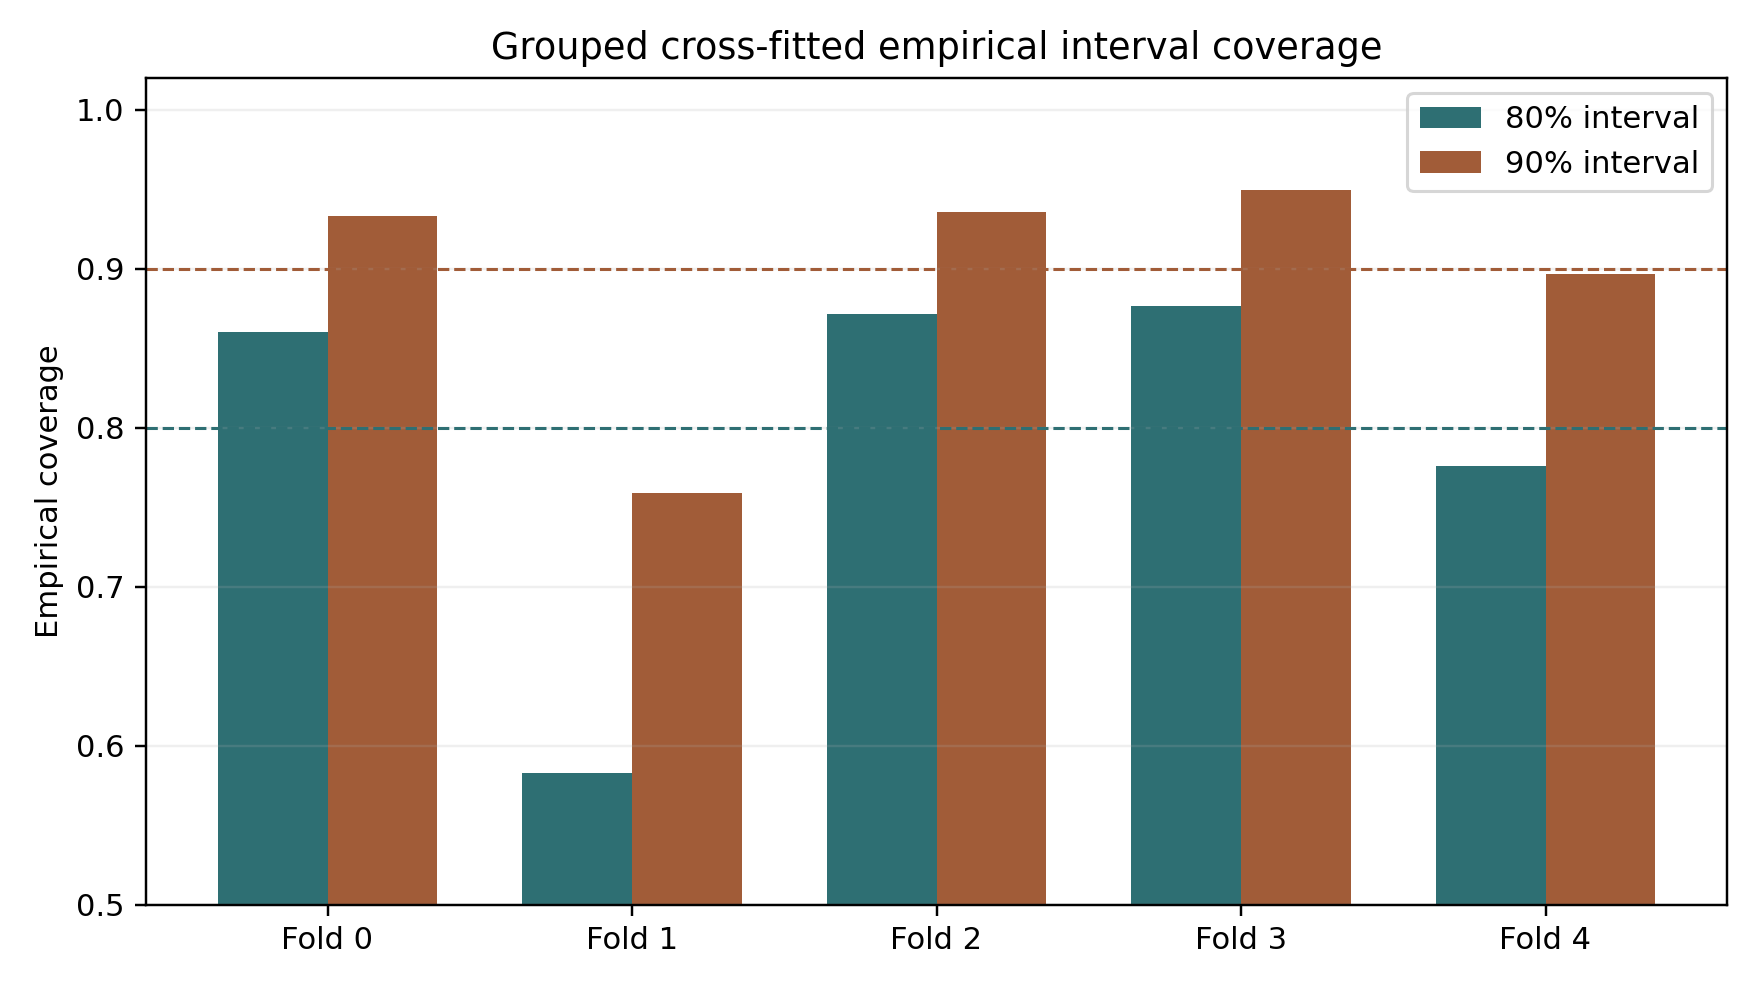 Grouped cross-fitted empirical interval coverage
80% interval
90% interval
Empirical coverage
1.0
0.9
0.8
0.7
0.6
0.5
Fold 0
Fold 1
Fold 2
Fold 3
Fold 4